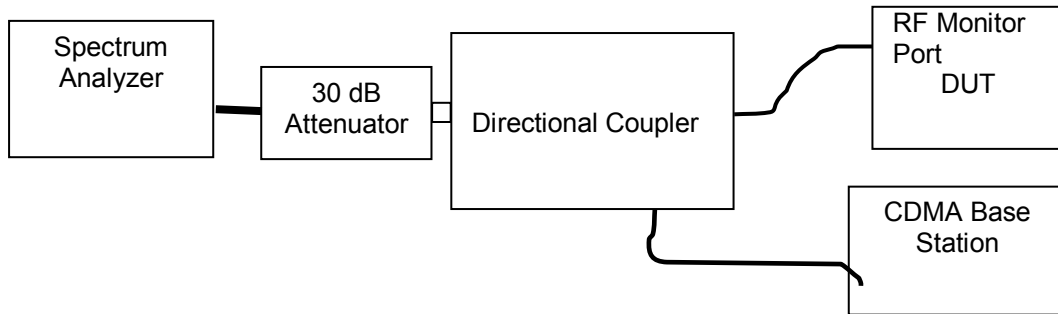 Spectrum
Analyzer
30 dB
Attenuator
Directional Coupler
RF Monitor
Port
DUT
CDMA Base
Station